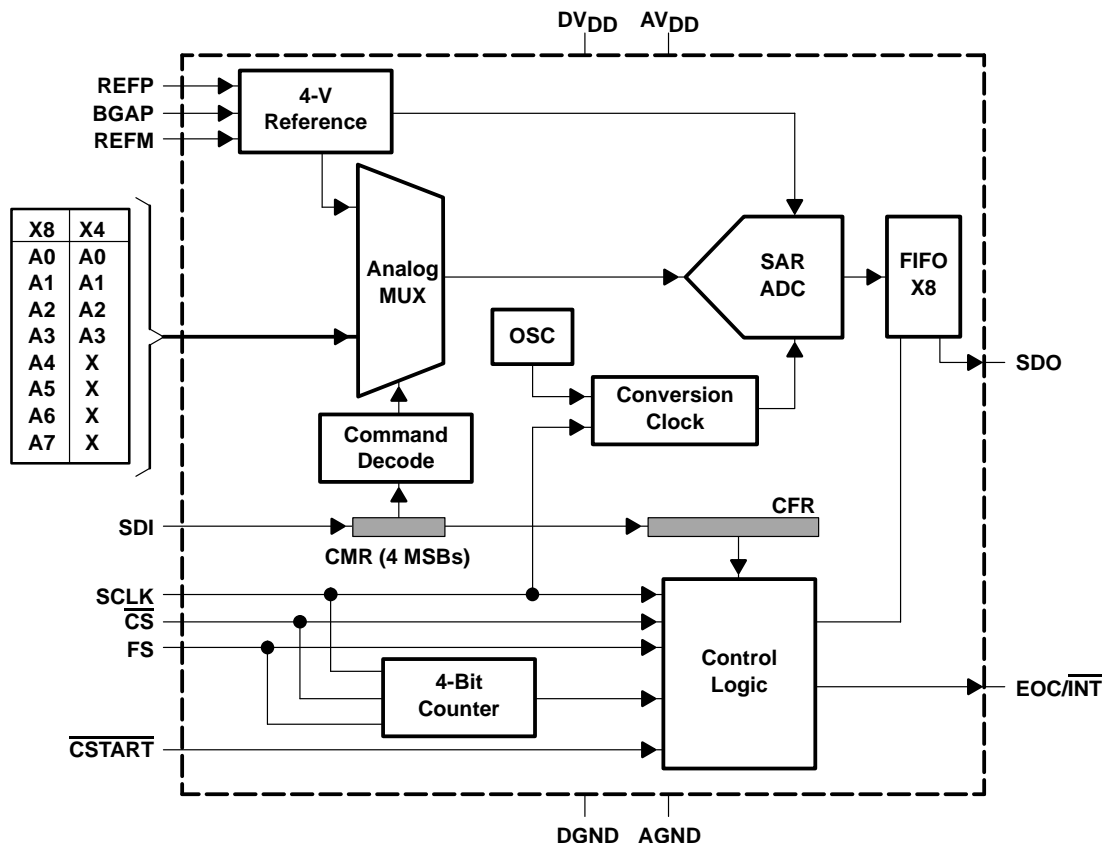 DVDD AVDD
REFP
BGAP
REFM
4-V
Reference
X8 X4
A0 A0
A1 A1
A2 A2
A3 A3
A4 X
A5 X
A6 X
A7 X
Analog
MUX
SAR
ADC
FIFO
X8
OSC
SDO
Conversion
Clock
Command
Decode
SDI
CMR (4 MSBs)
CFR
SCLK
CS
FS
4-Bit
Counter
Control
Logic
EOC/INT
CSTART
DGND AGND